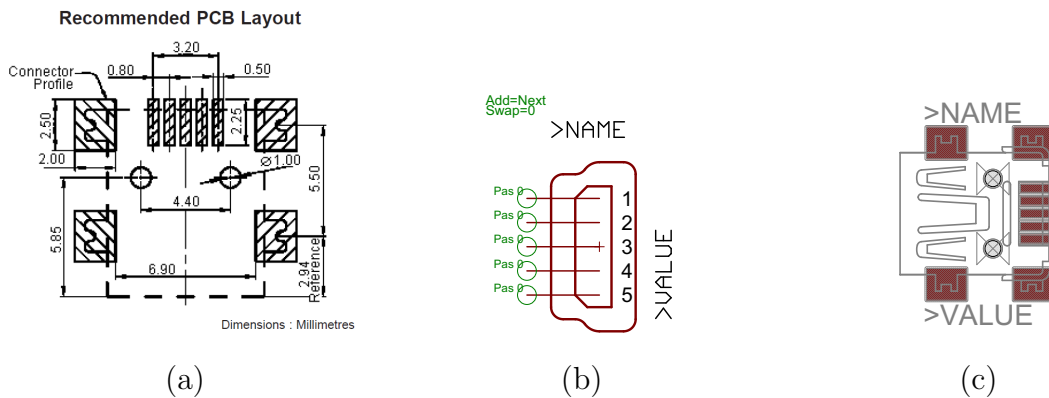 Recommended PCB Layout
3.20
0.80
0.50
Connector
Profile
2.50
2.25
2.00
Ø1.00
5.50
4.40
5.85
6.90
2.94
Reference
Dimensions : Millimetres
(a)
Add=Next
Swap=0
>NAME
Pas 0
1
Pas 0
2
Pas 0
3
Pas 0
4
Pas 0
5
>VALUE
(b)
>NAME
>VALUE
(c)